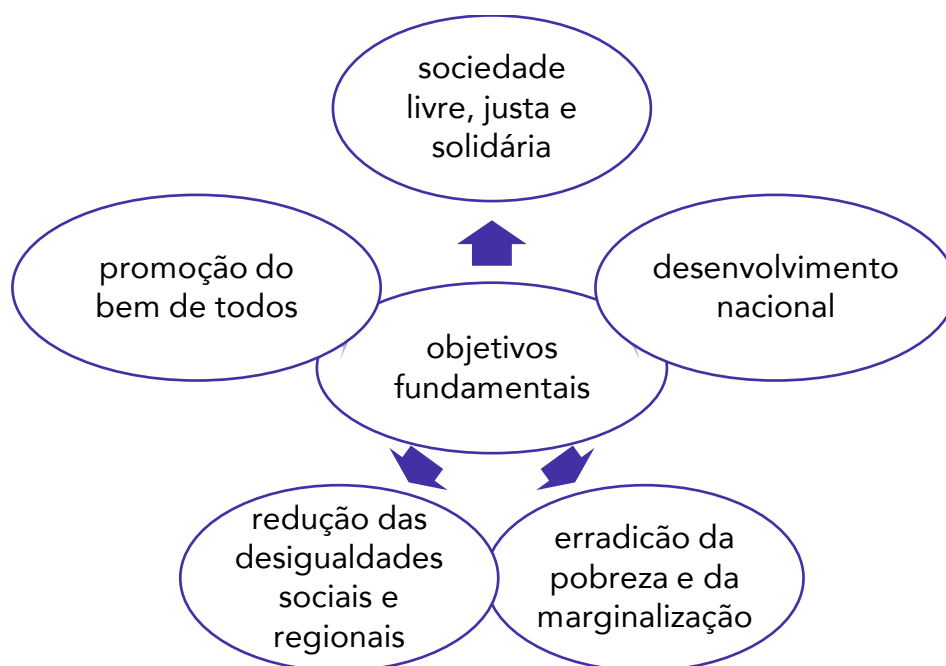 sociedade
livre, justa e
solidária
promoção do
bem de todos
desenvolvimento
nacional
objetivos
fundamentais
redução das
desigualdades
sociais e
regionais
erradicão da
pobreza e da
marginalização